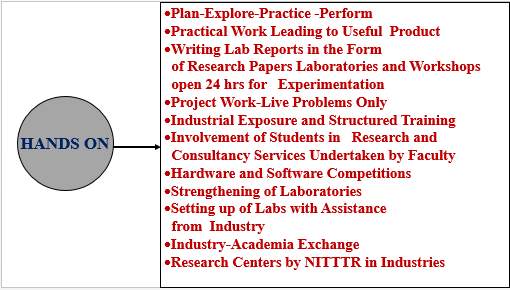 HANDS ON
•Plan-Explore-Practice -Perform
•Practical Work Leading to Useful Product
•Writing Lab Reports in the Form
of Research Papers Laboratories and Workshops
open 24 hrs for Experimentation
•Project Work-Live Problems Only
•Industrial Exposure and Structured Training
•Involvement of Students in Research and
Consultancy Services Undertaken by Faculty
•Hardware and Software Competitions
•Strengthening of Laboratories
•Setting up of Labs with Assistance
from Industry
•Industry-Academia Exchange
•Research Centers by NITTTR in Industries